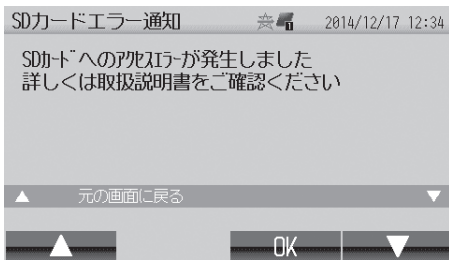 SDカードエラー通知 2014/12/17 12:34
SDｶｰﾄﾞへのｱｸｾｽｴﾗｰが発生しました
詳しくは取扱説明書をご確認ください
▲ 元の画面に戻る ▼
▲ OK ▼